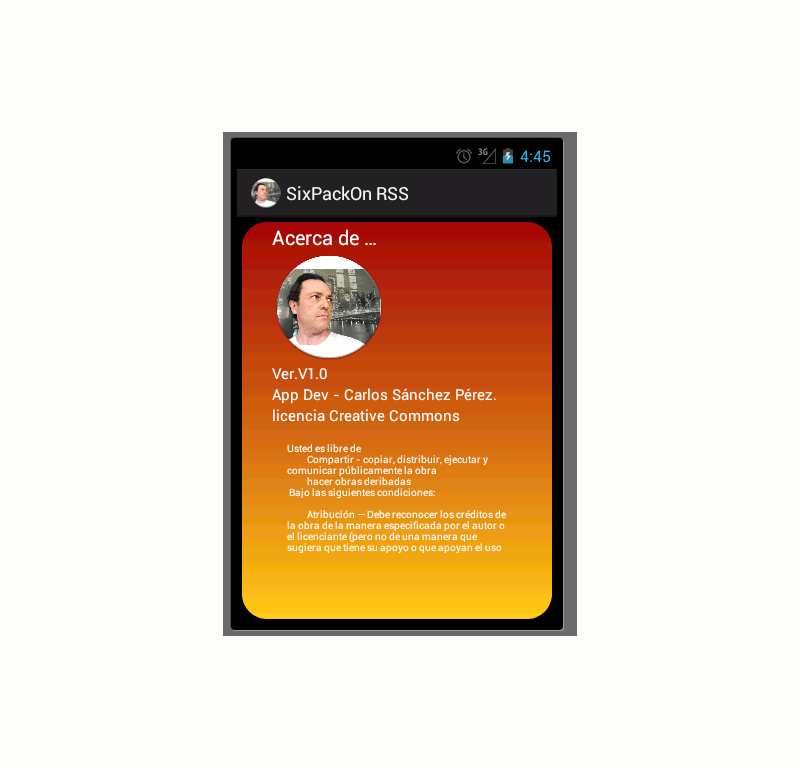 3G 4:45
SixPackOn RSS
Acerca de ...
Ver.V1.0
App Dev - Carlos Sánchez Pérez.
licencia Creative Commons
Usted es libre de
Compartir - copiar, distribuir, ejecutar y
comunicar públicamente la obra
hacer obras deribadas
Bajo las siguientes condiciones:
Atribución — Debe reconocer los créditos de
la obra de la manera especificada por el autor o
el licenciante (pero no de una manera que
sugiera que tiene su apoyo o que apoyan el uso